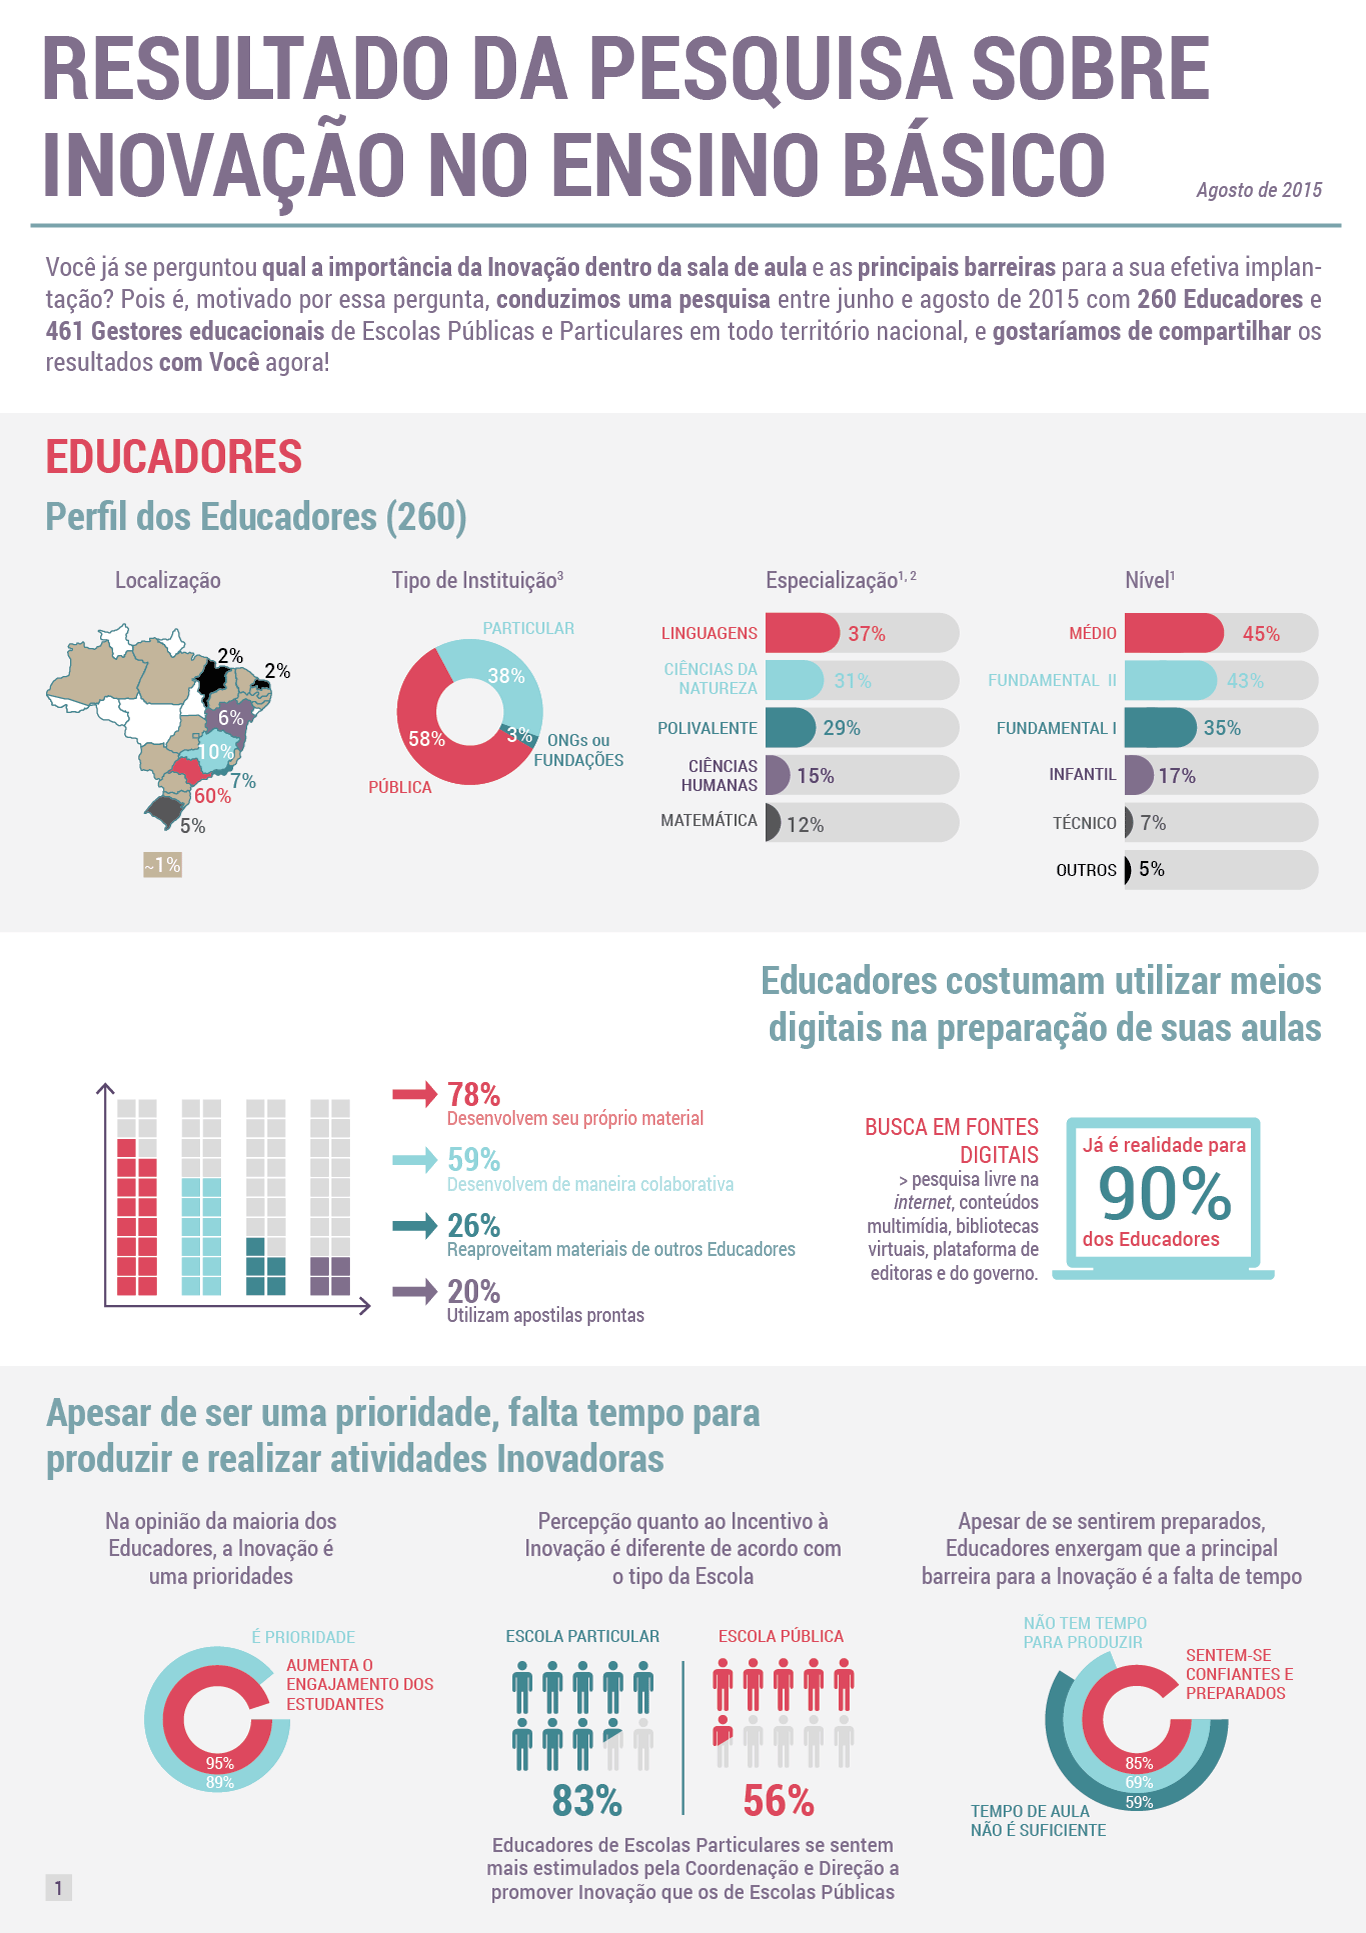 RESULTADO DA PESQUISA SOBRE
INOVAÇÃO NO ENSINO BÁSICO
Agosto de 2015
Você já se perguntou qual a importância da Inovação dentro da sala de aula e as principais barreiras para a sua efetiva implan-
tação? Pois é, motivado por essa pergunta, conduzimos uma pesquisa entre junho e agosto de 2015 com 260 Educadores e
461 Gestores educacionais de Escolas Públicas e Particulares em todo território nacional, e gostaríamos de compartilhar os
resultados com Você agora!
EDUCADORES
Perfil dos Educadores (260)
Localização
2%
2%
6%
10%
7%
60%
5%
~1%
Tipo de Instituição³
PARTICULAR
38%
58%
3%
ONGs ou
FUNDAÇÕES
PÚBLICA
Especialização¹, ²
LINGUAGENS
37%
CIÊNCIAS DA
NATUREZA
31%
POLIVALENTE
29%
CIÊNCIAS
HUMANAS
15%
MATEMÁTICA
12%
Nível¹
MÉDIO
45%
FUNDAMENTAL II
43%
FUNDAMENTAL I
35%
INFANTIL
17%
TÉCNICO
7%
OUTROS
5%
Educadores costumam utilizar meios
digitais na preparação de suas aulas
78%
Desenvolvem seu próprio material
59%
Desenvolvem de maneira colaborativa
26%
Reaproveitam materiais de outros Educadores
20%
Utilizam apostilas prontas
BUSCA EM FONTES
DIGITAIS
> pesquisa livre na
internet, conteúdos
multimídia, bibliotecas
virtuais, plataforma de
editoras e do governo.
Já é realidade para
90%
dos Educadores
Apesar de ser uma prioridade, falta tempo para
produzir e realizar atividades Inovadoras
Na opinião da maioria dos
Educadores, a Inovação é
uma prioridades
É PRIORIDADE
AUMENTA O
ENGAJAMENTO DOS
ESTUDANTES
95%
89%
Percepção quanto ao Incentivo à
Inovação é diferente de acordo com
o tipo da Escola
ESCOLA PARTICULAR
ESCOLA PÚBLICA
83%
56%
Educadores de Escolas Particulares se sentem
mais estimulados pela Coordenação e Direção a
promover Inovação que os de Escolas Públicas
Apesar de se sentirem preparados,
Educadores enxergam que a principal
barreira para a Inovação é a falta de tempo
NÃO TEM TEMPO
PARA PRODUZIR
SENTEM-SE
CONFIANTES E
PREPARADOS
85%
69%
59%
TEMPO DE AULA
NÃO É SUFICIENTE
1